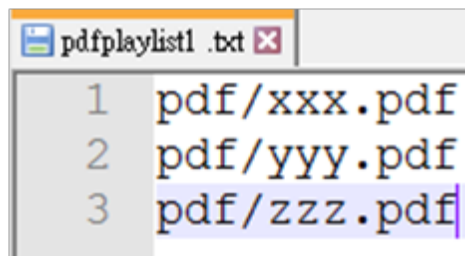 pdfplaylist1 .txt
1 pdf/xxx.pdf
2 pdf/yyy.pdf
3 pdf/zzz.pdf